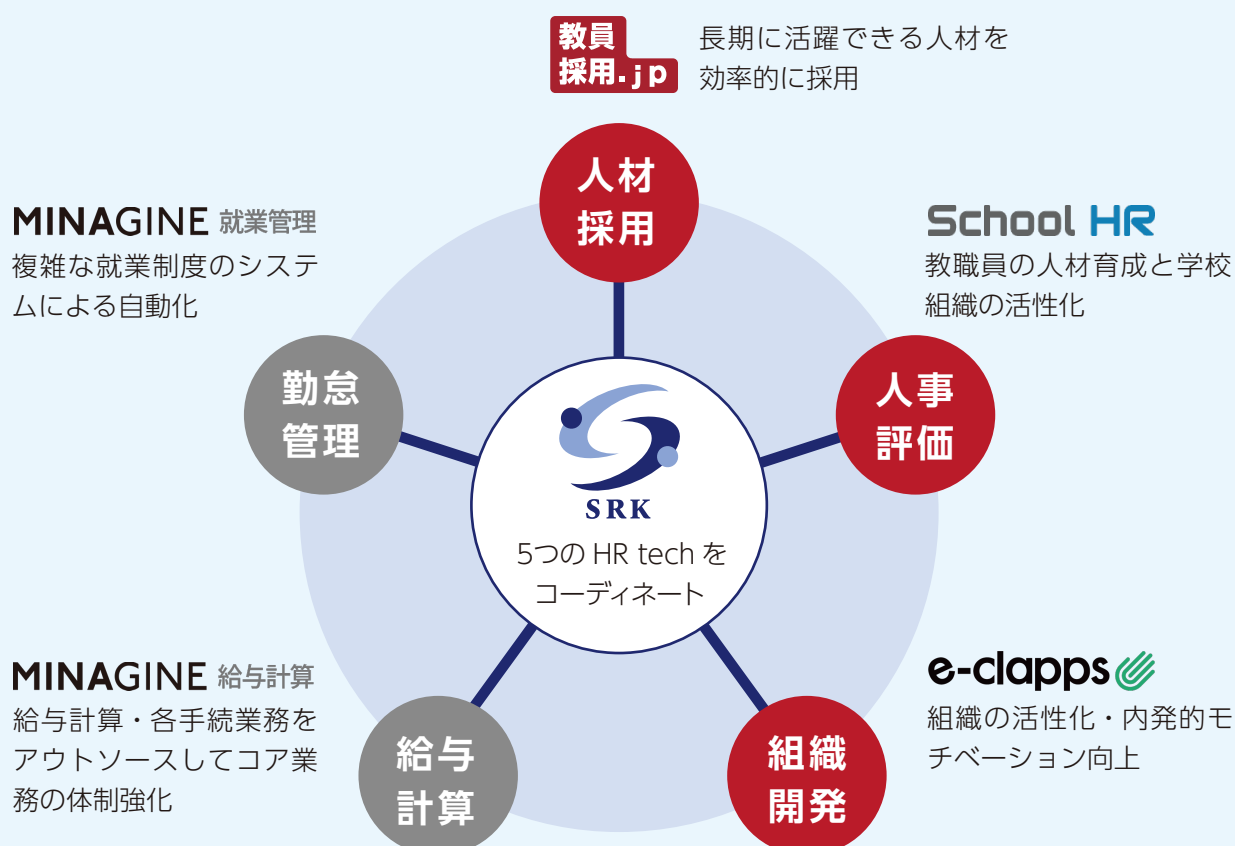 教員
採用.jp
長期に活躍できる人材を
効率的に採用
人材
採用
MINAGINE 就業管理
複雑な就業制度のシステ
ムによる自動化
School HR
教職員の人材育成と学校
組織の活性化
勤怠
管理
人事
評価
SRK
5つの HR tech を
コーディネート
MINAGINE 給与計算
給与計算・各手続業務を
アウトソースしてコア業
務の体制強化
e-clapps
組織の活性化・内発的モ
チベーション向上
給与
計算
組織
開発